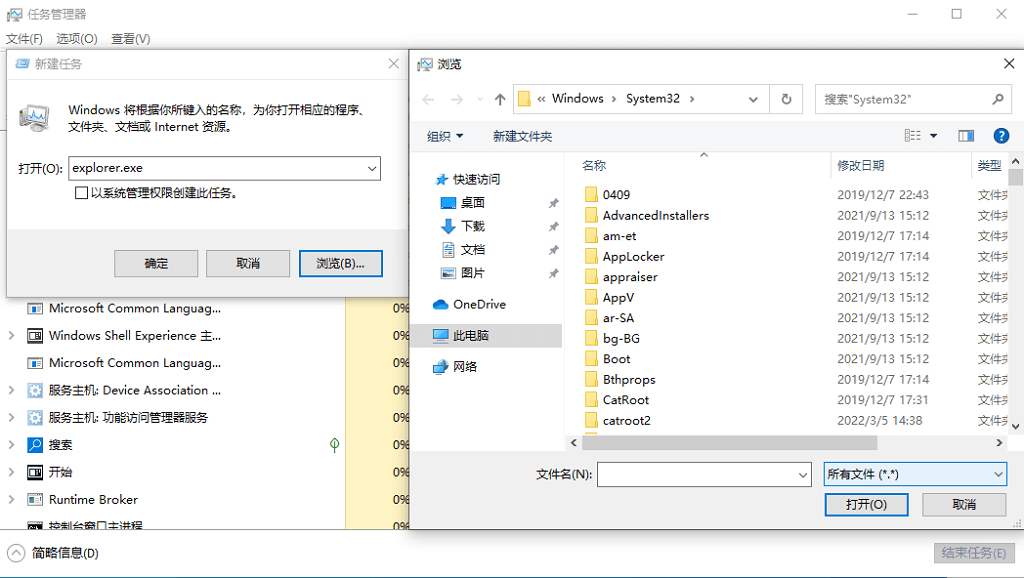 任务管理器
文件(F) 选项(O) 查看(V)
新建任务
Windows 将根据你所键入的名称，为你打开相应的程序、
文件夹、文档或 Internet 资源。
打开(O): explorer.exe
以系统管理权限创建此任务。
确定 取消 浏览(B)...
Microsoft Common Languag... 0%
Windows Shell Experience 主... 0%
Microsoft Common Languag... 0%
服务主机: Device Association ... 0%
服务主机: 功能访问管理器服务 0%
搜索 0%
开始 0%
Runtime Broker 0%
控制台窗口主进程 0%
简略信息(D)
结束任务(E)
浏览
« Windows › System32 ›
搜索"System32"
组织 新建文件夹
快速访问
桌面
下载
文档
图片
OneDrive
此电脑
网络
名称 修改日期 类型
0409 2019/12/7 22:43 文件夹
AdvancedInstallers 2021/9/13 15:12 文件夹
am-et 2019/12/7 17:14 文件夹
AppLocker 2019/12/7 17:14 文件夹
appraiser 2021/9/13 15:12 文件夹
AppV 2021/9/13 15:12 文件夹
ar-SA 2021/9/13 15:12 文件夹
bg-BG 2021/9/13 15:12 文件夹
Boot 2021/9/13 15:12 文件夹
Bthprops 2019/12/7 17:14 文件夹
CatRoot 2019/12/7 17:31 文件夹
catroot2 2022/3/5 14:38 文件夹
文件名(N): 所有文件 (*.*)
打开(O) 取消